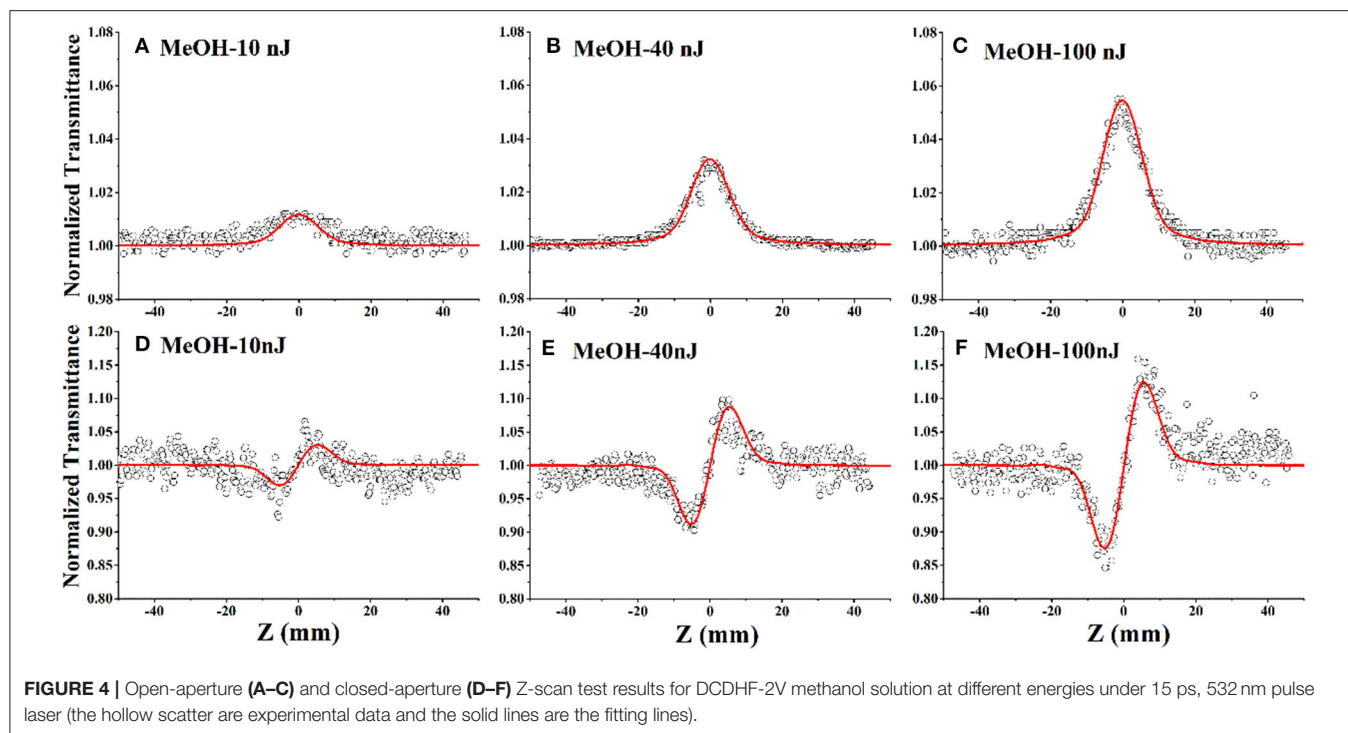 A MeOH-10 nJ
B MeOH-40 nJ
C MeOH-100 nJ
Normalized Transmittance
1.08
1.06
1.04
1.02
1.00
0.98
-40 -20 0 20 40
1.08
1.06
1.04
1.02
1.00
0.98
-40 -20 0 20 40
1.08
1.06
1.04
1.02
1.00
0.98
-40 -20 0 20 40
D MeOH-10nJ
E MeOH-40nJ
F MeOH-100nJ
Normalized Transmittance
1.20
1.15
1.10
1.05
1.00
0.95
0.90
0.85
0.80
-40 -20 0 20 40
Z (mm)
1.20
1.15
1.10
1.05
1.00
0.95
0.90
0.85
0.80
-40 -20 0 20 40
Z (mm)
1.20
1.15
1.10
1.05
1.00
0.95
0.90
0.85
0.80
-40 -20 0 20 40
Z (mm)
FIGURE 4 | Open-aperture (A–C) and closed-aperture (D–F) Z-scan test results for DCDHF-2V methanol solution at different energies under 15 ps, 532 nm pulse
laser (the hollow scatter are experimental data and the solid lines are the fitting lines).